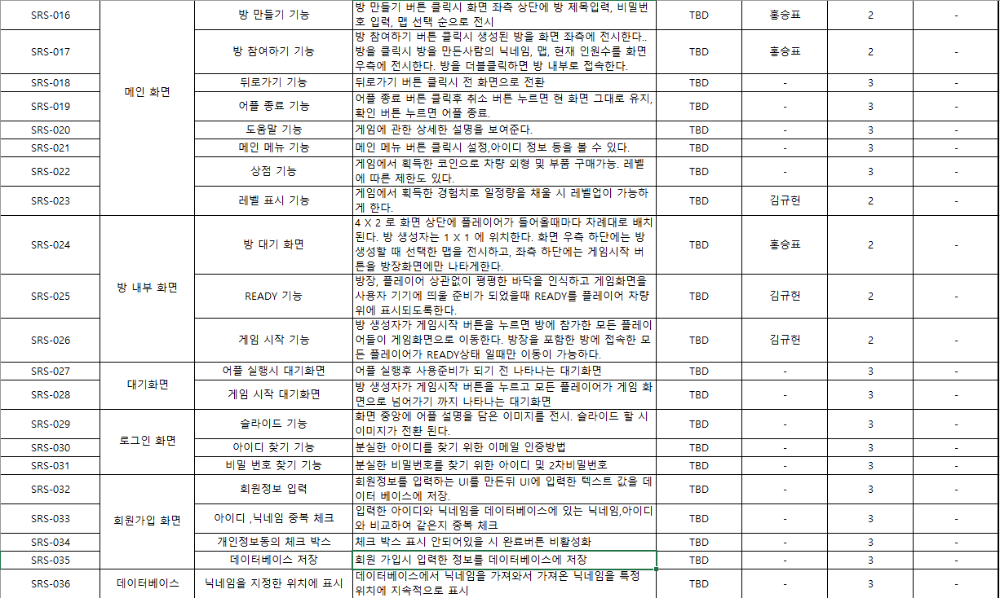 SRS-016 방 만들기 기능 방 만들기 버튼 클릭시 화면 좌측 상단에 방 제목입력, 비밀번
호 입력, 맵 선택 순으로 전시 TBD 홍승표 2 -
SRS-017 방 참여하기 기능 방 참여하기 버튼 클릭시 생성된 방을 화면 좌측에 전시한다..
방을 클릭시 방을 만든사람의 닉네임, 맵, 현재 인원수를 화면
우측에 전시한다. 방을 더블클릭하면 방 내부로 접속한다. TBD 홍승표 2 -
메인 화면
SRS-018 뒤로가기 기능 뒤로가기 버튼 클릭시 전 화면으로 전환 TBD - 3 -
SRS-019 어플 종료 기능 어플 종료 버튼 클릭후 취소 버튼 누르면 현 화면 그대로 유지,
확인 버튼 누르면 어플 종료. TBD - 3 -
SRS-020 도움말 기능 게임에 관한 상세한 설명을 보여준다. TBD - 3 -
SRS-021 메인 메뉴 기능 메인 메뉴 버튼 클릭시 설정,아이디 정보 등을 볼 수 있다. TBD - 3 -
SRS-022 상점 기능 게임에서 획득한 코인으로 차량 외형 및 부품 구매가능. 레벨
에 따른 제한도 있다. TBD - 3 -
SRS-023 레벨 표시 기능 게임에서 획득한 경험치로 일정량을 채울 시 레벨업이 가능하
게 한다. TBD 김규헌 2 -
SRS-024 방 대기 화면 4 X 2 로 화면 상단에 플레이어가 들어올때마다 차례대로 배치
된다. 방 생성자는 1 X 1 에 위치한다. 화면 우측 하단에는 방
생성할 때 선택한 맵을 전시하고, 좌측 하단에는 게임시작 버
튼을 방장화면에만 나타게한다. TBD 홍승표 2 -
방 내부 화면
SRS-025 READY 기능 방장, 플레이어 상관없이 평평한 바닥을 인식하고 게임화면을
사용자 기기에 띄울 준비가 되었을때 READY를 플레이어 차량
위에 표시되도록한다. TBD 김규헌 2 -
SRS-026 게임 시작 기능 방 생성자가 게임시작 버튼을 누르면 방에 참가한 모든 플레이
어들이 게임화면으로 이동한다. 방장을 포함한 방에 접속한 모
든 플레이어가 READY상태 일때만 이동이 가능하다. TBD 김규헌 2 -
SRS-027 대기화면 어플 실행시 대기화면 어플 실행후 사용준비가 되기 전 나타나는 대기화면 TBD - 3 -
SRS-028 게임 시작 대기화면 방 생성자가 게임시작 버튼을 누르고 모든 플레이어가 게임 화
면으로 넘어가기 까지 나타나는 대기화면 TBD - 3 -
SRS-029 슬라이드 기능 화면 중앙에 어플 설명을 담은 이미지를 전시. 슬라이드 할 시
이미지가 전환 된다. TBD - 3 -
로그인 화면
SRS-030 아이디 찾기 기능 분실한 아이디를 찾기 위한 이메일 인증방법 TBD - 3 -
SRS-031 비밀 번호 찾기 기능 분실한 비밀번호를 찾기 위한 아이디 및 2차비밀번호 TBD - 3 -
SRS-032 회원정보 입력 회원정보를 입력하는 UI를 만든뒤 UI에 입력한 텍스트 값을 데
이터 베이스에 저장. TBD - 3 -
회원가입 화면
SRS-033 아이디 ,닉네임 중복 체크 입력한 아이디와 닉네임을 데이터베이스에 있는 닉네임,아이디
와 비교하여 같은지 중복 체크 TBD - 3 -
SRS-034 개인정보동의 체크 박스 체크 박스 표시 안되어있을 시 완료버튼 비활성화 TBD - 3 -
SRS-035 데이터베이스 저장 회원 가입시 입력한 정보를 데이터베이스에 저장 TBD - 3 -
SRS-036 데이터베이스 닉네임을 지정한 위치에 표시 데이터베이스에서 닉네임을 가져와서 가져온 닉네임을 특정
위치에 지속적으로 표시 TBD - 3 -